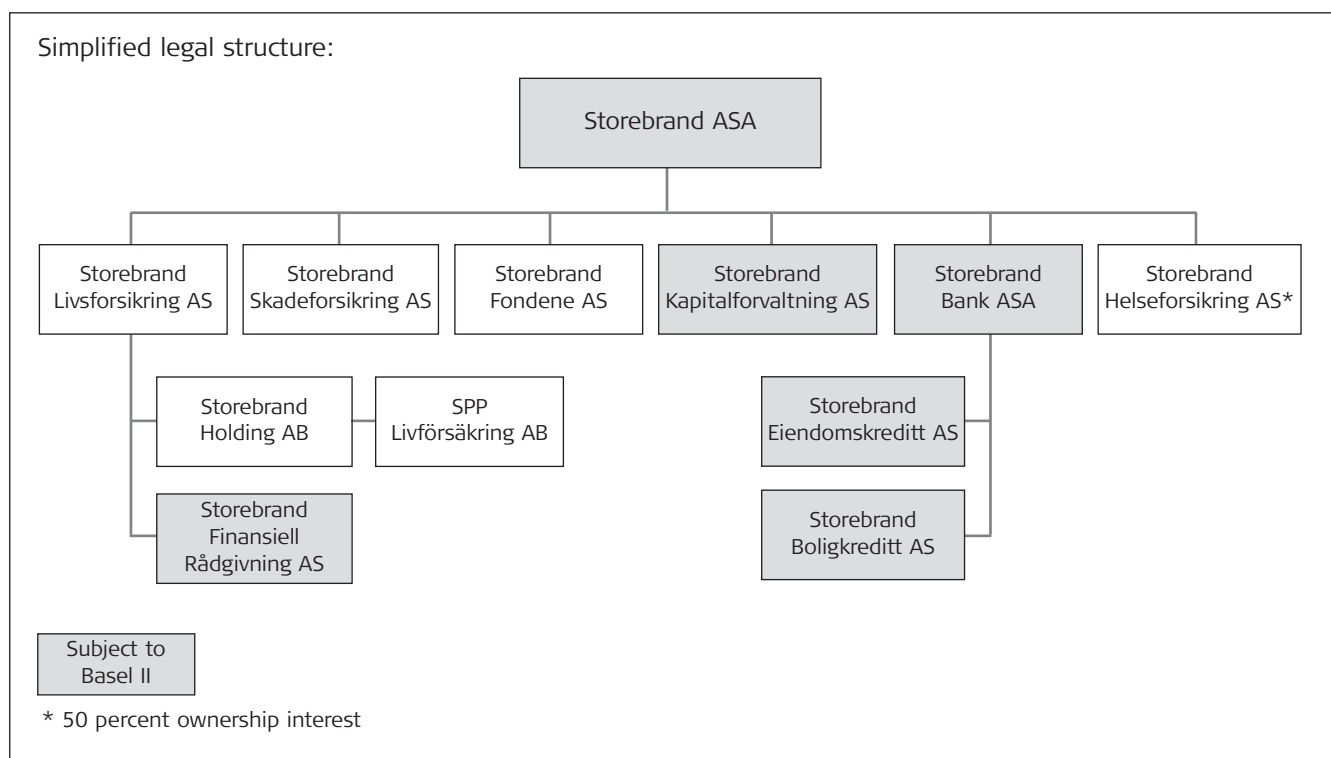 Simplified legal structure:
Storebrand ASA
Storebrand
Livsforsikring AS
Storebrand
Skadeforsikring AS
Storebrand
Fondene AS
Storebrand
Kapitalforvaltning AS
Storebrand
Bank ASA
Storebrand
Helseforsikring AS*
Storebrand
Holding AB
SPP
Livförsäkring AB
Storebrand
Eiendomskreditt AS
Storebrand
Finansiell
Rådgivning AS
Storebrand
Boligkreditt AS
Subject to
Basel II
* 50 percent ownership interest